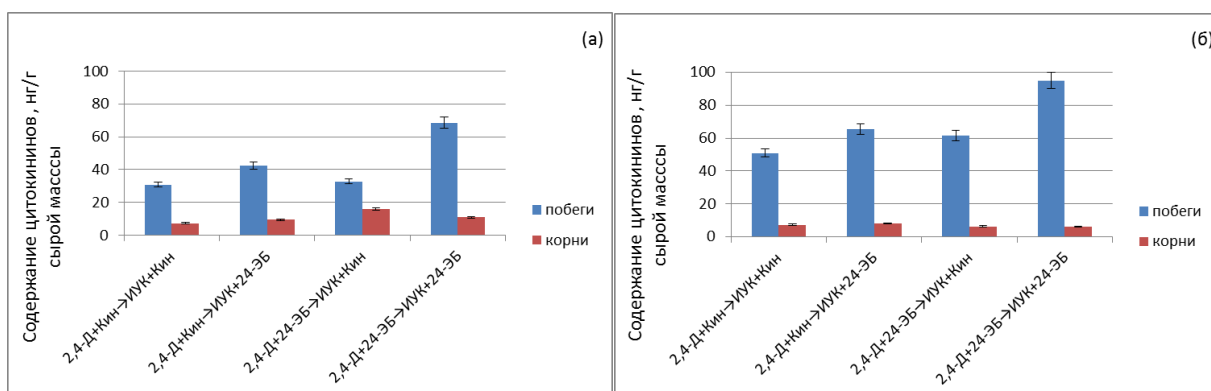 (а)
Содержание цитокининов , нг/г
сырой масссы
100
80
60
40
20
0
2,4-Д+Кин→ИУК+Кин
2,4-Д+Кин→ИУК+24-ЭБ
2,4-Д+24-ЭБ→ИУК+Кин
2,4-Д+24-ЭБ→ИУК+24-ЭБ
побеги
корни
(б)
Содержание цитокининов , нг/г
сырой масссы
100
80
60
40
20
0
2,4-Д+Кин→ИУК+Кин
2,4-Д+Кин→ИУК+24-ЭБ
2,4-Д+24-ЭБ→ИУК+Кин
2,4-Д+24-ЭБ→ИУК+24-ЭБ
побеги
корни